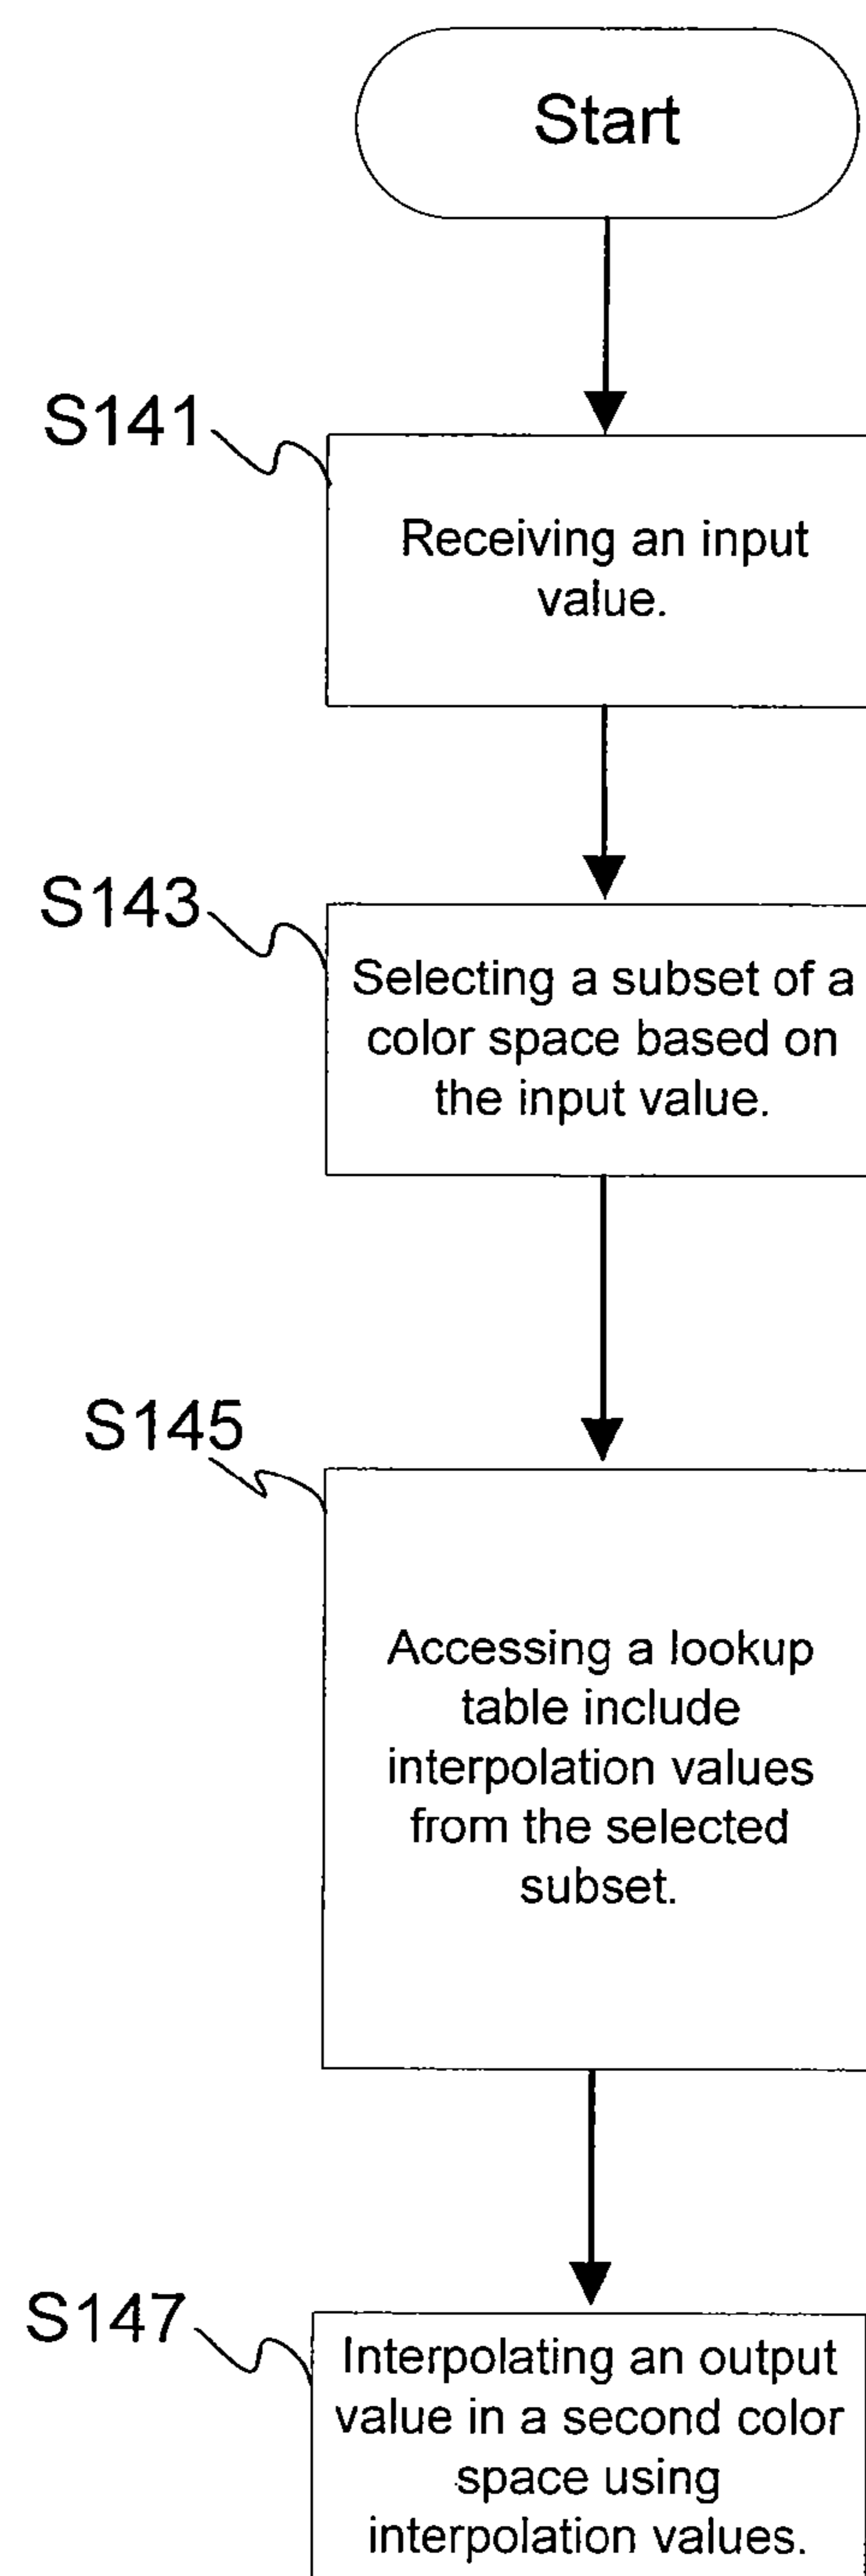 Start
S141
Receiving an input
value.
S143
Selecting a subset of a
color space based on
the input value.
S145
Accessing a lookup
table include
interpolation values
from the selected
subset.
S147
Interpolating an output
value in a second color
space using
interpolation values.